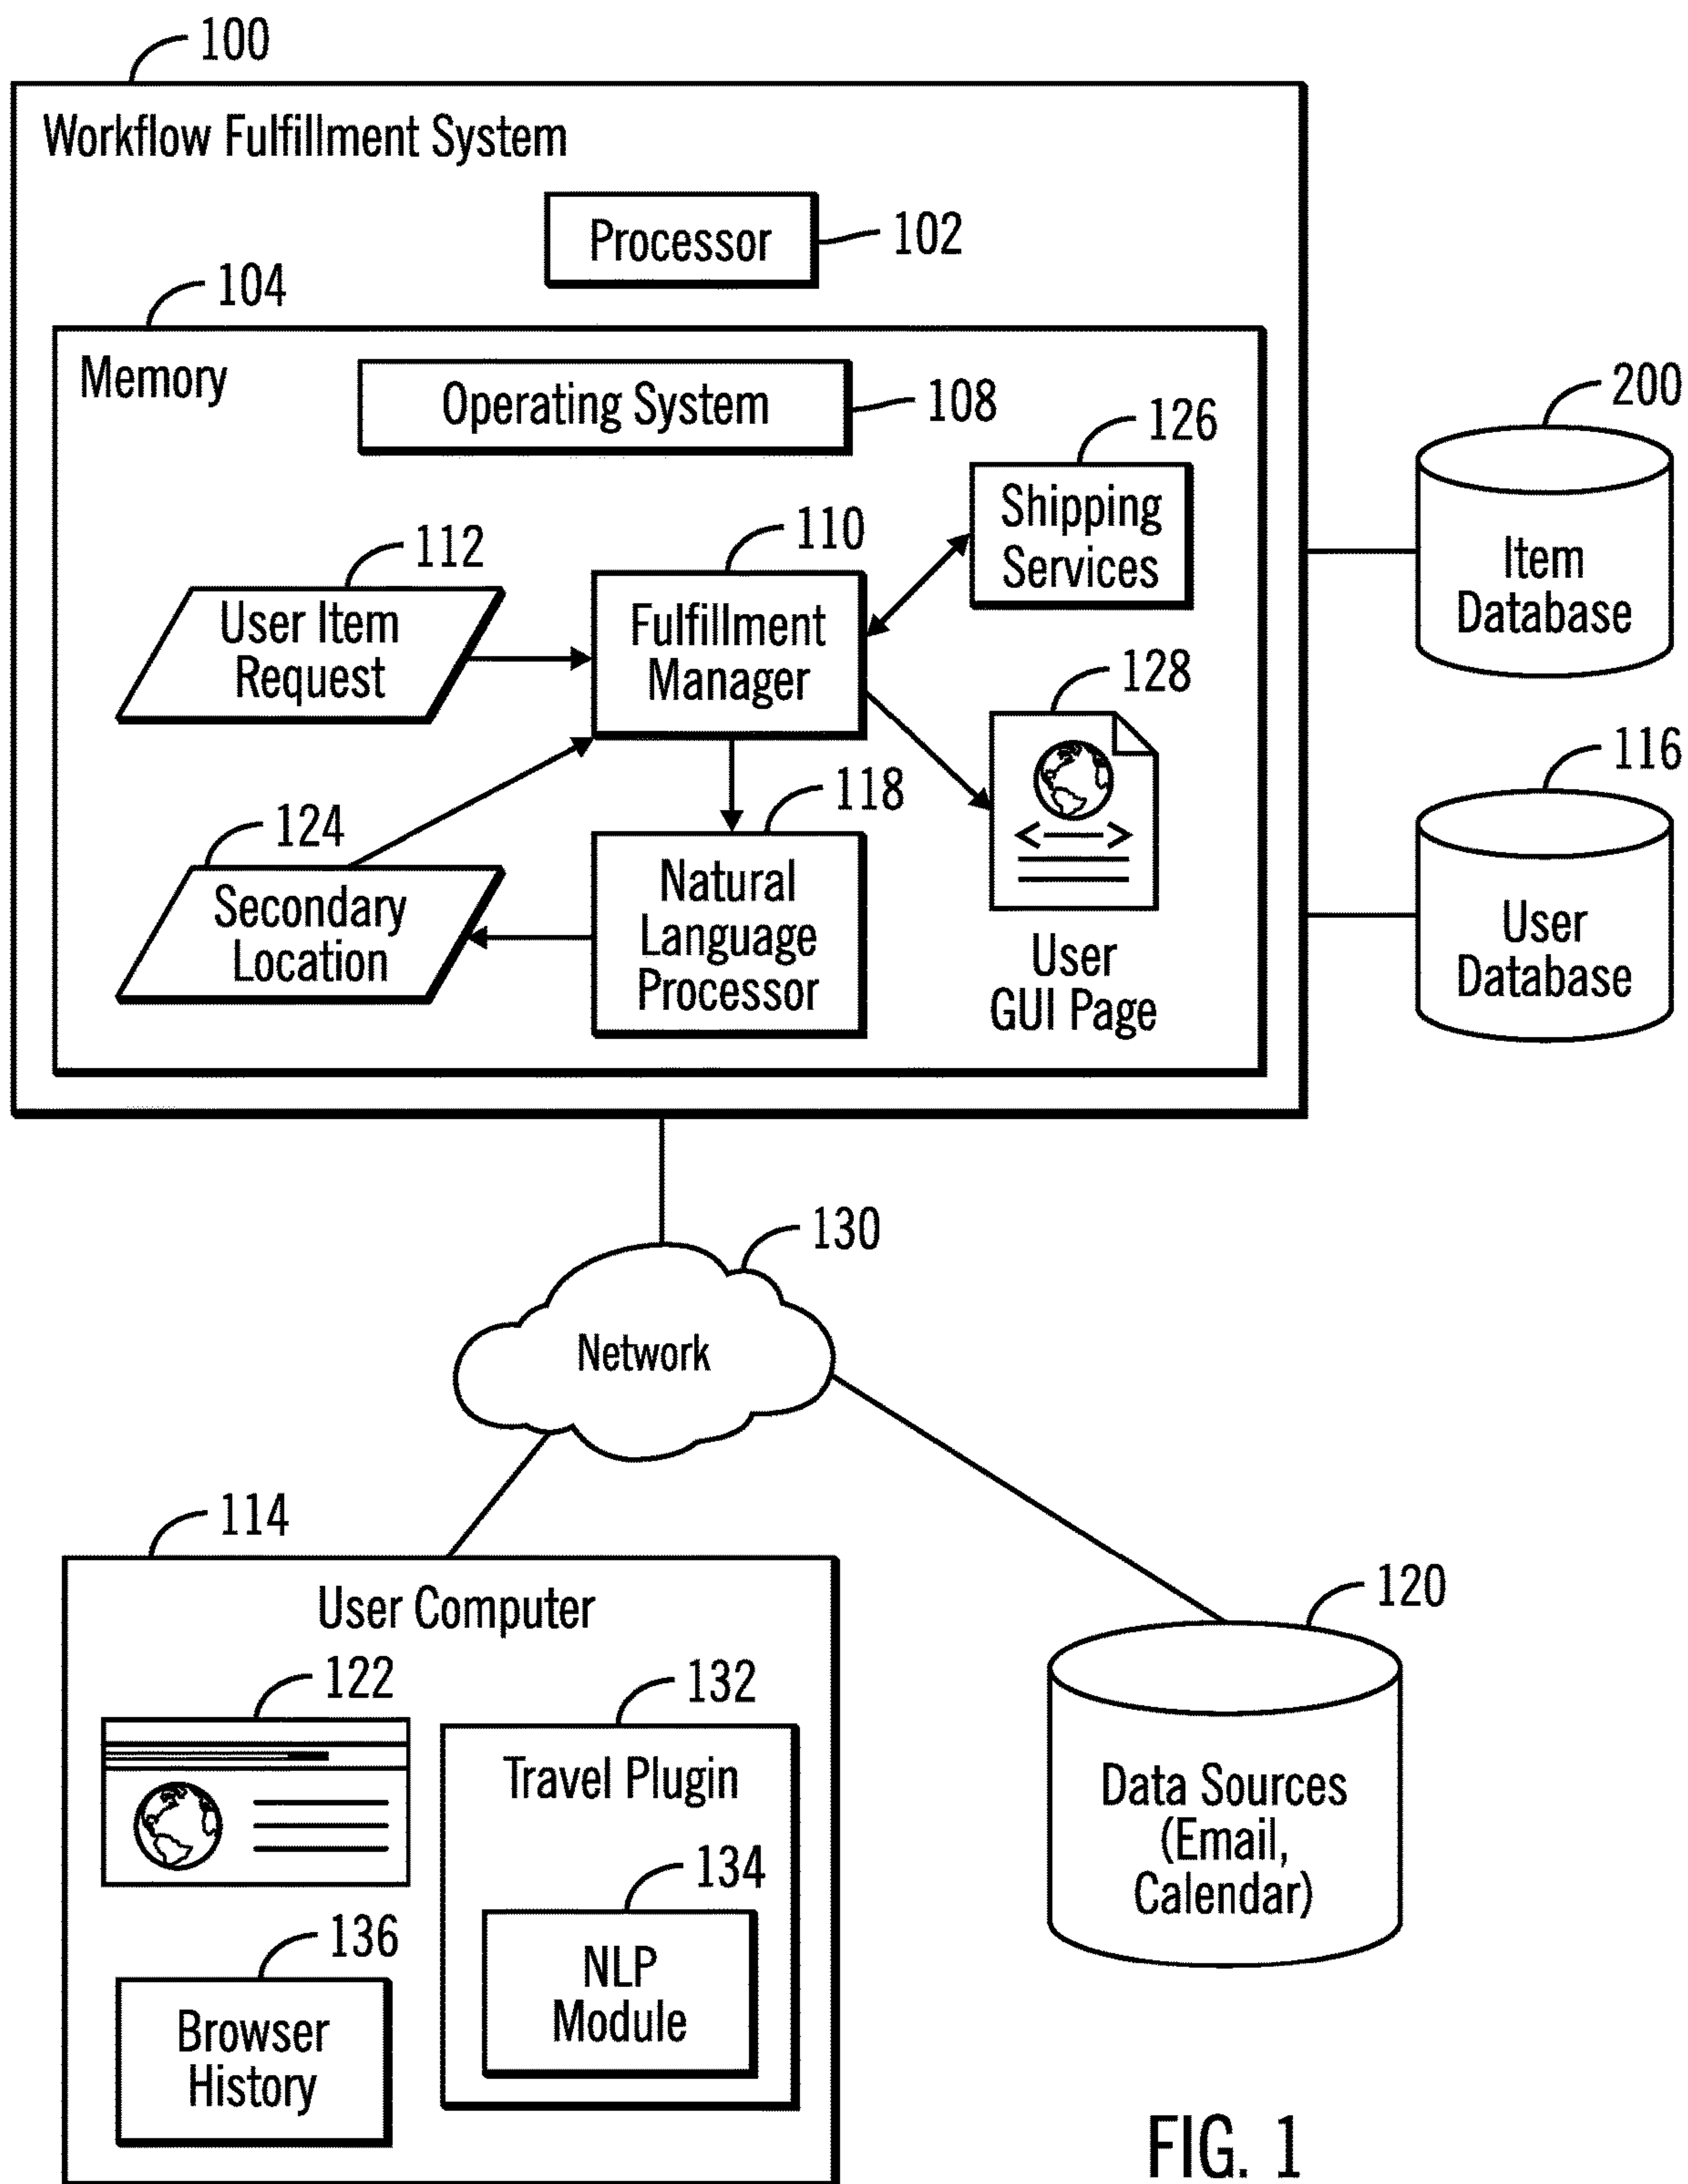 100
Workflow Fulfillment System
Processor
102
104
Memory
Operating System
108
126
Shipping
Services
112
User Item
Request
110
Fulfillment
Manager
128
User
GUI Page
124
Secondary
Location
118
Natural
Language
Processor
200
Item
Database
116
User
Database
130
Network
114
User Computer
122
132
Travel Plugin
134
NLP
Module
136
Browser
History
120
Data Sources
(Email,
Calendar)
FIG. 1